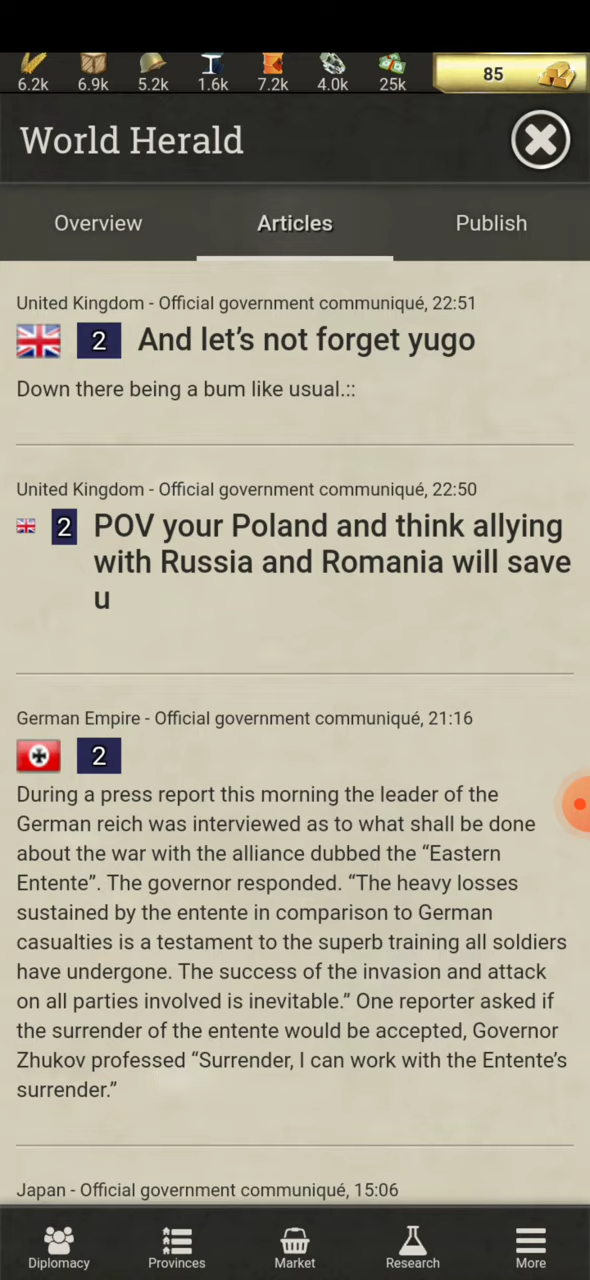 6.2k 6.9k 5.2k 1.6k 7.2k 4.0k 25k 85
World Herald
Overview Articles Publish
United Kingdom - Official government communiqué, 22:51
2 And let's not forget yugo
Down there being a bum like usual.::
United Kingdom - Official government communiqué, 22:50
2 POV your Poland and think allying
with Russia and Romania will save
u
German Empire - Official government communiqué, 21:16
2
During a press report this morning the leader of the
German reich was interviewed as to what shall be done
about the war with the alliance dubbed the “Eastern
Entente”. The governor responded. “The heavy losses
sustained by the entente in comparison to German
casualties is a testament to the superb training all soldiers
have undergone. The success of the invasion and attack
on all parties involved is inevitable.” One reporter asked if
the surrender of the entente would be accepted, Governor
Zhukov professed “Surrender, I can work with the Entente’s
surrender.”
Japan - Official government communiqué, 15:06
Diplomacy Provinces Market Research More